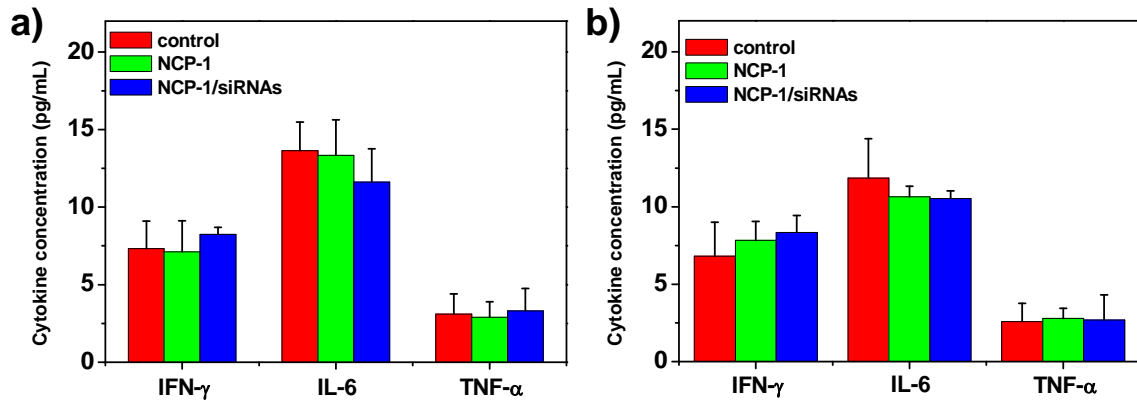 a)
control
NCP-1
NCP-1/siRNAs
Cytokine concentration (pg/mL)
20
15
10
5
0
IFN-γ IL-6 TNF-α
b)
control
NCP-1
NCP-1/siRNAs
Cytokine concentration (pg/mL)
20
15
10
5
0
IFN-γ IL-6 TNF-α